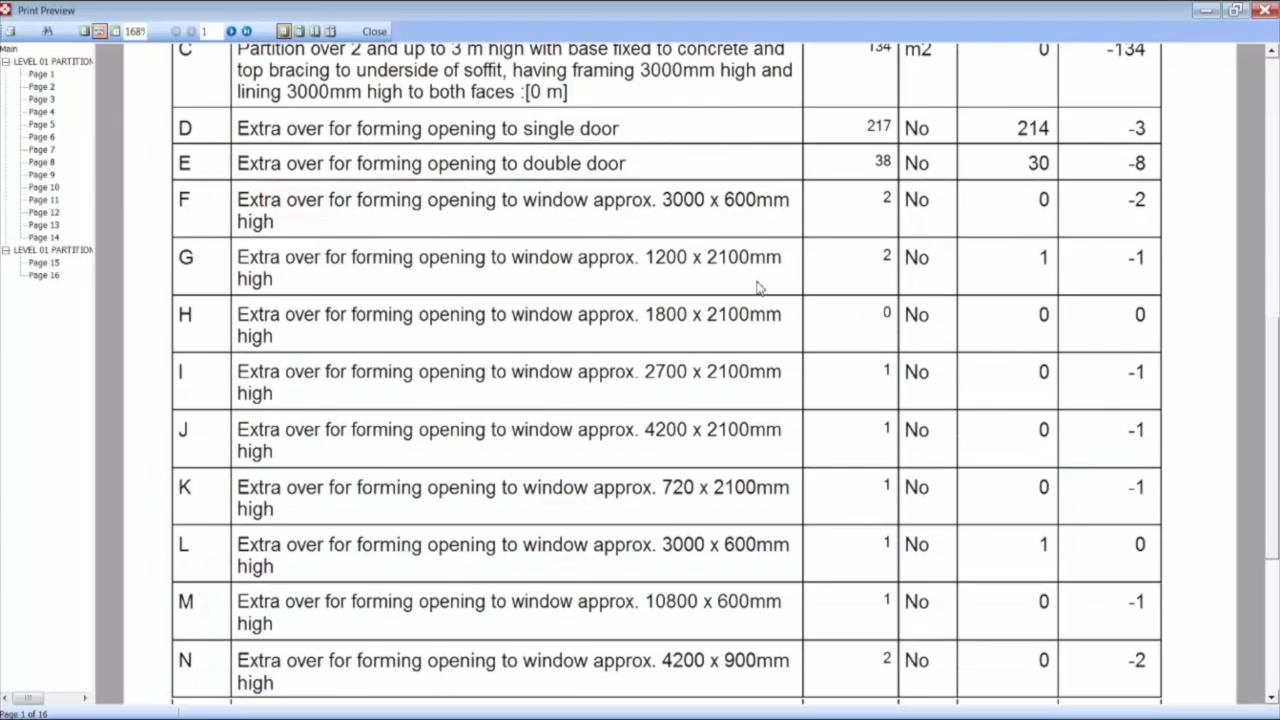 Print Preview
168%
1
Close
Main
LEVEL 01 PARTITION
Page 1
Page 2
Page 3
Page 4
Page 5
Page 6
Page 7
Page 8
Page 9
Page 10
Page 11
Page 12
Page 13
Page 14
LEVEL 01 PARTITION
Page 15
Page 16
C Partition over 2 and up to 3 m high with base fixed to concrete and 134 m2 0 -134
top bracing to underside of soffit, having framing 3000mm high and
lining 3000mm high to both faces :[0 m]
D Extra over for forming opening to single door 217 No 214 -3
E Extra over for forming opening to double door 38 No 30 -8
F Extra over for forming opening to window approx. 3000 x 600mm 2 No 0 -2
high
G Extra over for forming opening to window approx. 1200 x 2100mm 2 No 1 -1
high
H Extra over for forming opening to window approx. 1800 x 2100mm 0 No 0 0
high
I Extra over for forming opening to window approx. 2700 x 2100mm 1 No 0 -1
high
J Extra over for forming opening to window approx. 4200 x 2100mm 1 No 0 -1
high
K Extra over for forming opening to window approx. 720 x 2100mm 1 No 0 -1
high
L Extra over for forming opening to window approx. 3000 x 600mm 1 No 1 0
high
M Extra over for forming opening to window approx. 10800 x 600mm 1 No 0 -1
high
N Extra over for forming opening to window approx. 4200 x 900mm 2 No 0 -2
high
Page 1 of 16